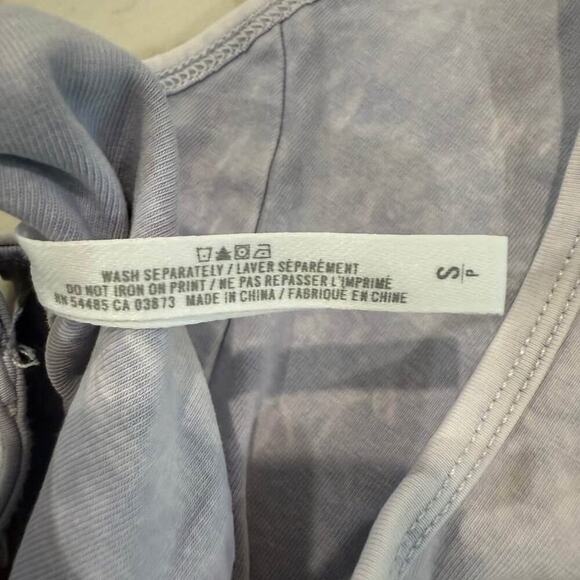 WASH SEPARATELY / LAVER SÉPARÉMENT
DO NOT IRON ON PRINT / NE PAS REPASSER L'IMPRIMÉ
RN 54485 CA 03873 MADE IN CHINA / FABRIQUÉ EN CHINE
S
P